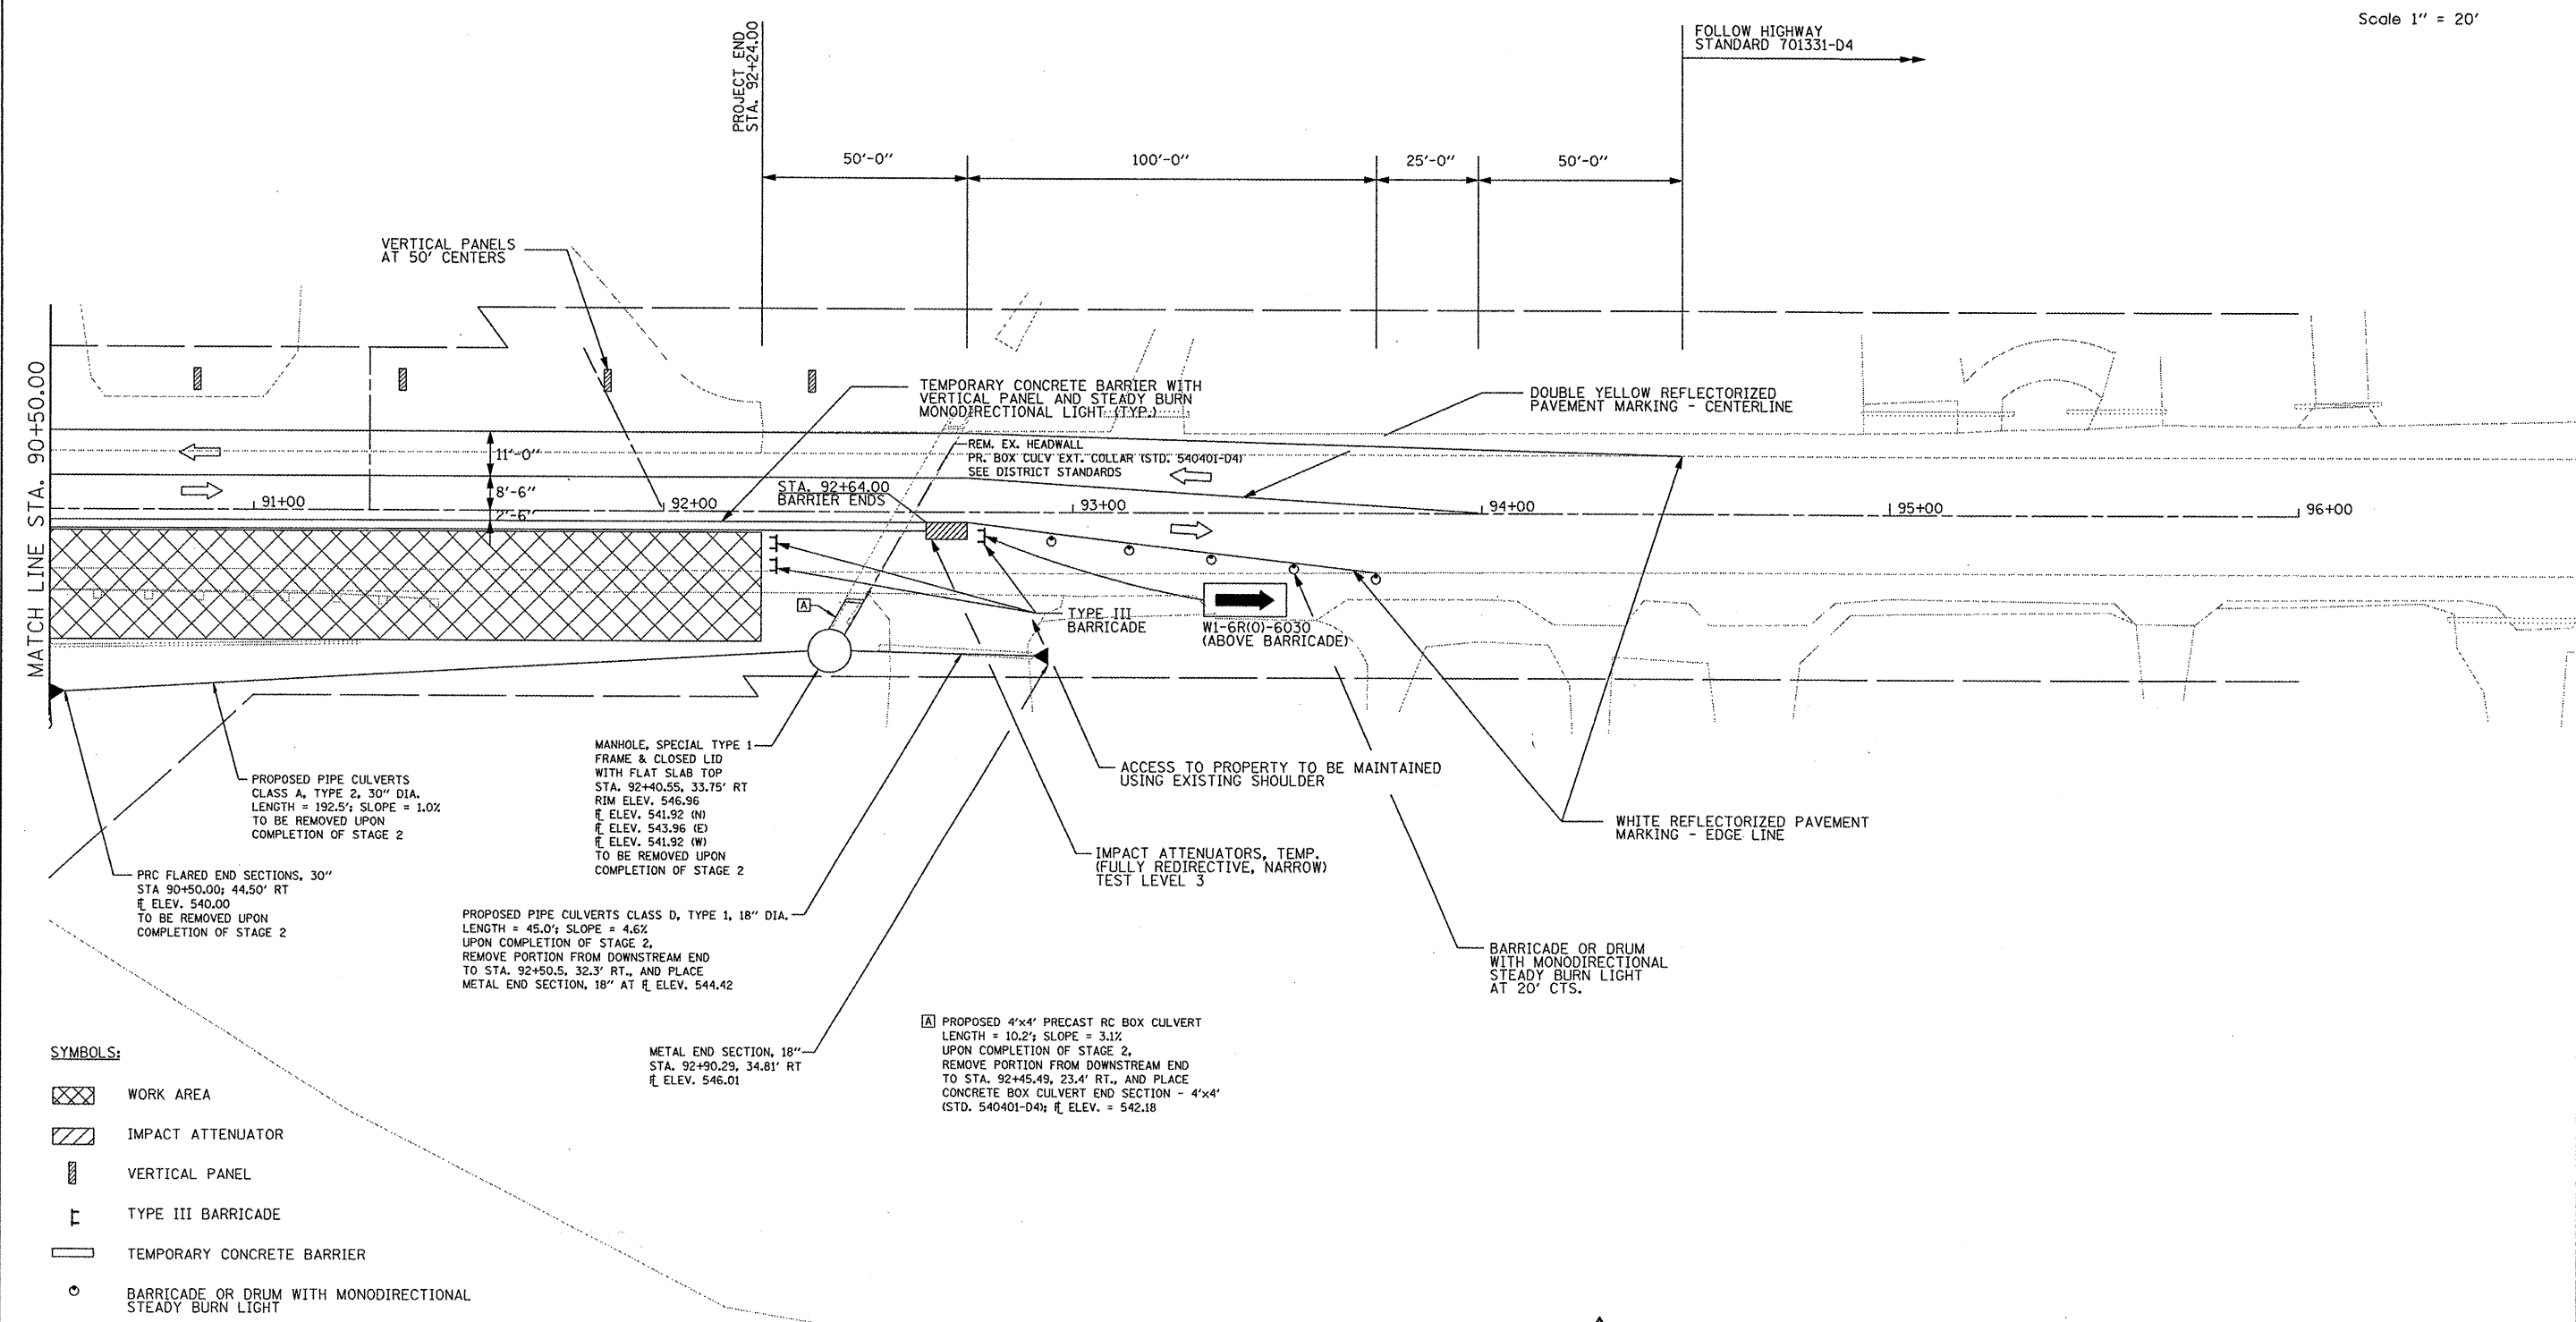 Scale 1" = 20'
PROJECT END
STA. 92+24.00
FOLLOW HIGHWAY
STANDARD 701331-D4
50'-0"
100'-0"
25'-0"
50'-0"
VERTICAL PANELS
AT 50' CENTERS
MATCH LINE STA. 90+50.00
TEMPORARY CONCRETE BARRIER WITH
VERTICAL PANEL AND STEADY BURN
MONODIRECTIONAL LIGHT (TYP.)
DOUBLE YELLOW REFLECTORIZED
PAVEMENT MARKING - CENTERLINE
11'-0"
REM. EX. HEADWALL
PR. BOX CULV EXT. COLLAR (STD. 540401-D4)
SEE DISTRICT STANDARDS
8'-6"
STA. 92+64.00
BARRIER ENDS
2'-6"
91+00
92+00
93+00
94+00
95+00
96+00
A
TYPE III
BARRICADE
W1-6R(O)-6030
(ABOVE BARRICADE)
PROPOSED PIPE CULVERTS
CLASS A, TYPE 2, 30" DIA.
LENGTH = 192.5'; SLOPE = 1.0%
TO BE REMOVED UPON
COMPLETION OF STAGE 2
MANHOLE, SPECIAL TYPE 1
FRAME & CLOSED LID
WITH FLAT SLAB TOP
STA. 92+40.55, 33.75' RT
RIM ELEV. 546.96
FL ELEV. 541.92 (N)
FL ELEV. 543.96 (E)
FL ELEV. 541.92 (W)
TO BE REMOVED UPON
COMPLETION OF STAGE 2
ACCESS TO PROPERTY TO BE MAINTAINED
USING EXISTING SHOULDER
WHITE REFLECTORIZED PAVEMENT
MARKING - EDGE LINE
IMPACT ATTENUATORS, TEMP.
(FULLY REDIRECTIVE, NARROW)
TEST LEVEL 3
PRC FLARED END SECTIONS, 30"
STA 90+50.00; 44.50' RT
FL ELEV. 540.00
TO BE REMOVED UPON
COMPLETION OF STAGE 2
PROPOSED PIPE CULVERTS CLASS D, TYPE 1, 18" DIA.
LENGTH = 45.0'; SLOPE = 4.6%
UPON COMPLETION OF STAGE 2,
REMOVE PORTION FROM DOWNSTREAM END
TO STA. 92+50.5, 32.3' RT., AND PLACE
METAL END SECTION, 18" AT FL ELEV. 544.42
BARRICADE OR DRUM
WITH MONODIRECTIONAL
STEADY BURN LIGHT
AT 20' CTS.
METAL END SECTION, 18"
STA. 92+90.29, 34.81' RT
FL ELEV. 546.01
A PROPOSED 4'x4' PRECAST RC BOX CULVERT
LENGTH = 10.2'; SLOPE = 3.1%
UPON COMPLETION OF STAGE 2,
REMOVE PORTION FROM DOWNSTREAM END
TO STA. 92+45.49, 23.4' RT., AND PLACE
CONCRETE BOX CULVERT END SECTION - 4'x4'
(STD. 540401-D4); FL ELEV. = 542.18
SYMBOLS:
WORK AREA
IMPACT ATTENUATOR
VERTICAL PANEL
TYPE III BARRICADE
TEMPORARY CONCRETE BARRIER
BARRICADE OR DRUM WITH MONODIRECTIONAL
STEADY BURN LIGHT